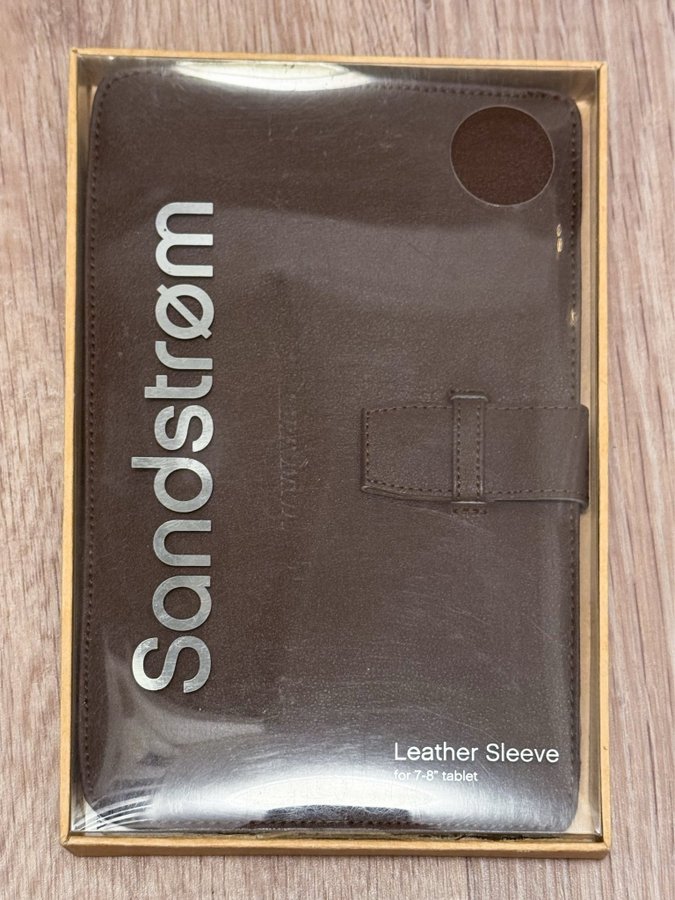 Sandstrøm
Leather Sleeve
for 7-8" tablet